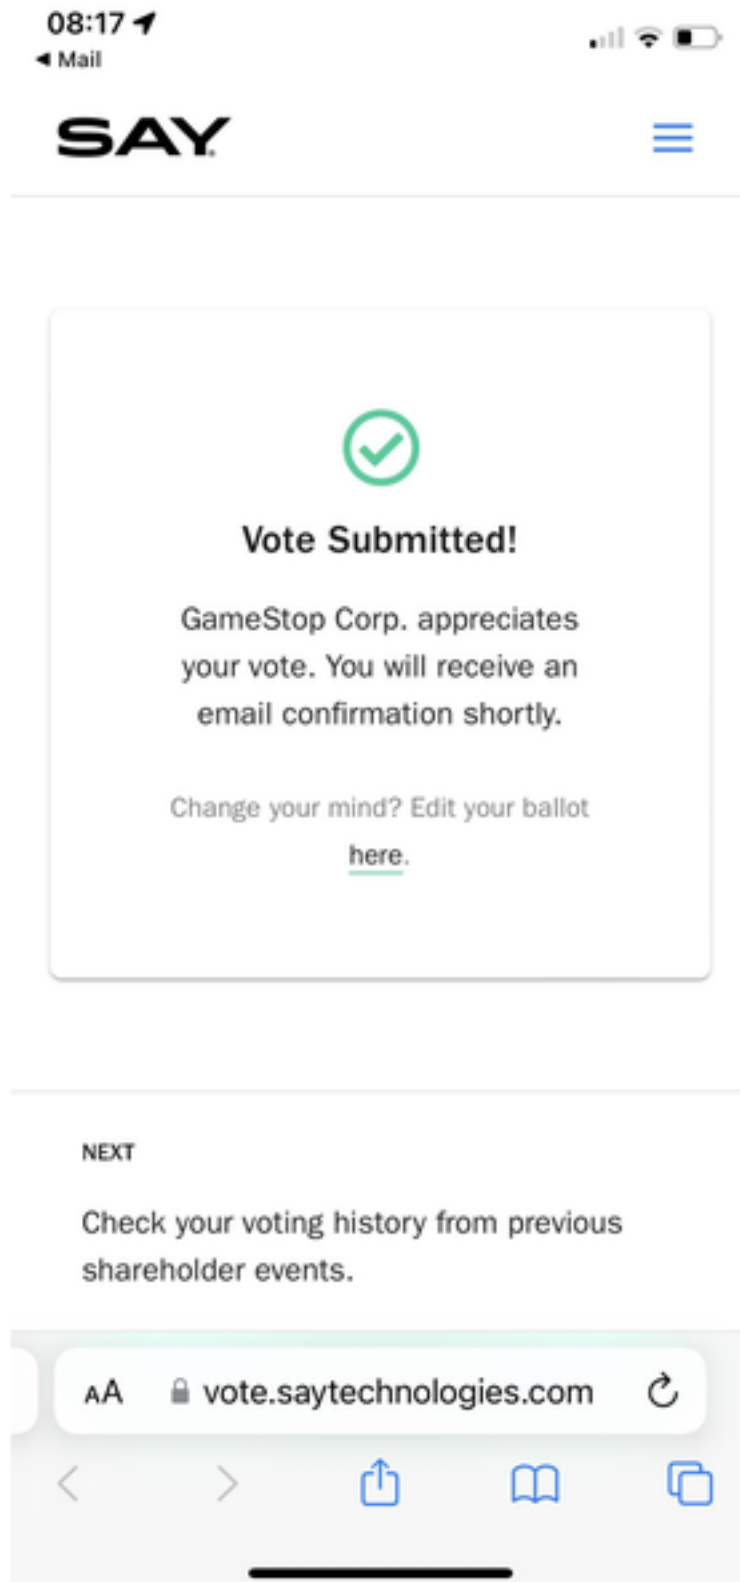 08:17
◀ Mail
SAY
Vote Submitted!
GameStop Corp. appreciates
your vote. You will receive an
email confirmation shortly.
Change your mind? Edit your ballot
here.
NEXT
Check your voting history from previous
shareholder events.
AA vote.saytechnologies.com